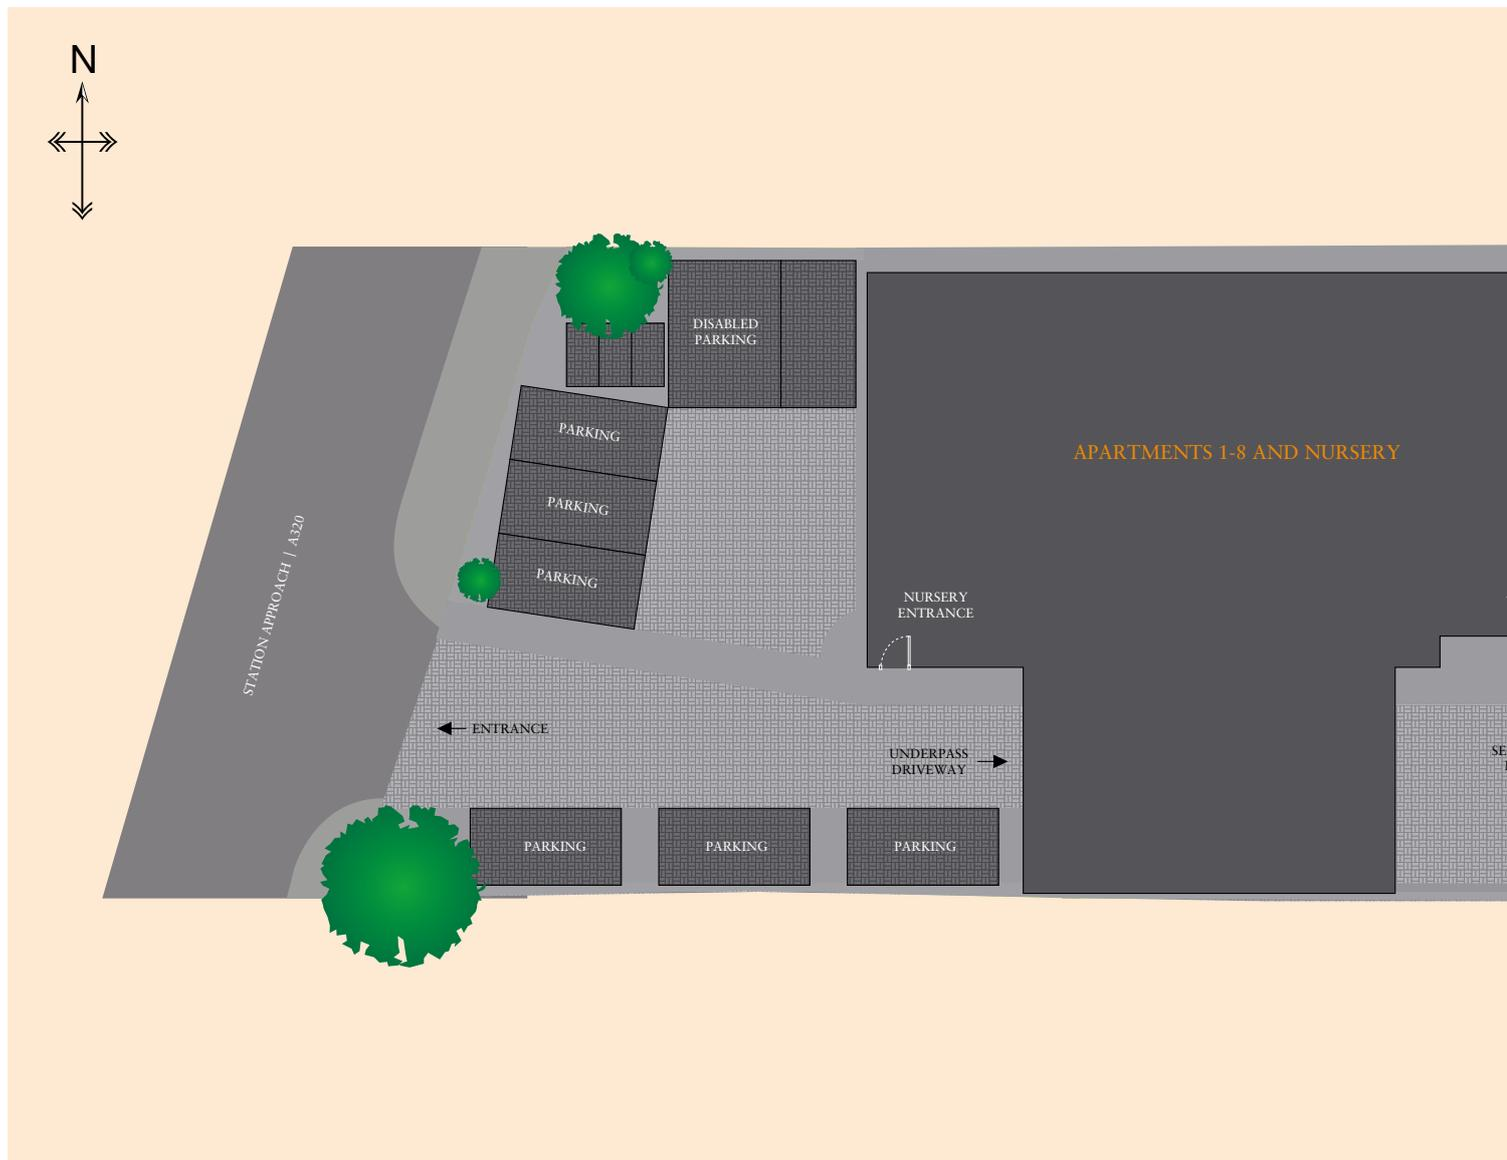 N
DISABLED
PARKING
PARKING
PARKING
PARKING
APARTMENTS 1-8 AND NURSERY
STATION APPROACH | A320
NURSERY
ENTRANCE
ENTRANCE
UNDERPASS
DRIVEWAY
SE
PARKING
PARKING
PARKING